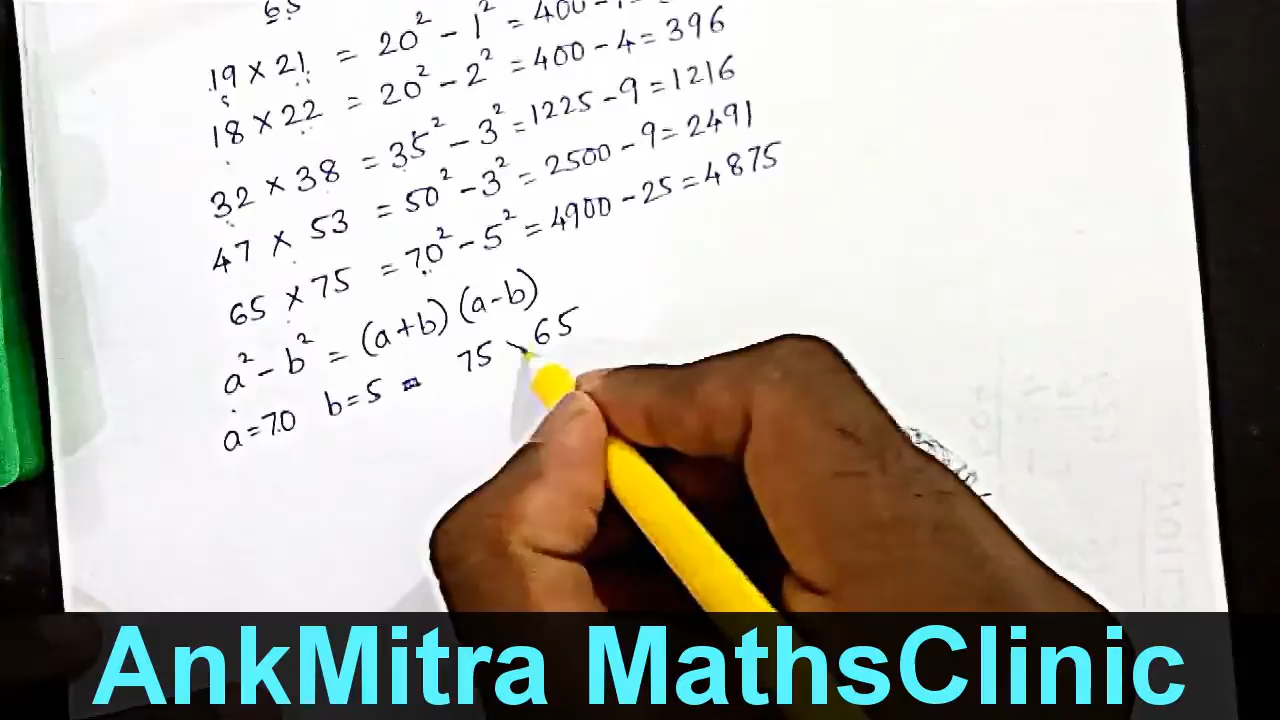 65
19 × 21 = 20² - 1² = 400 - 1
18 × 22 = 20² - 2² = 400 - 4 = 396
32 × 38 = 35² - 3² = 1225 - 9 = 1216
47 × 53 = 50² - 3² = 2500 - 9 = 2491
65 × 75 = 70² - 5² = 4900 - 25 = 4875
a² - b² = (a+b) (a-b)
a = 70 b = 5 = 75 65
AnkMitra MathsClinic